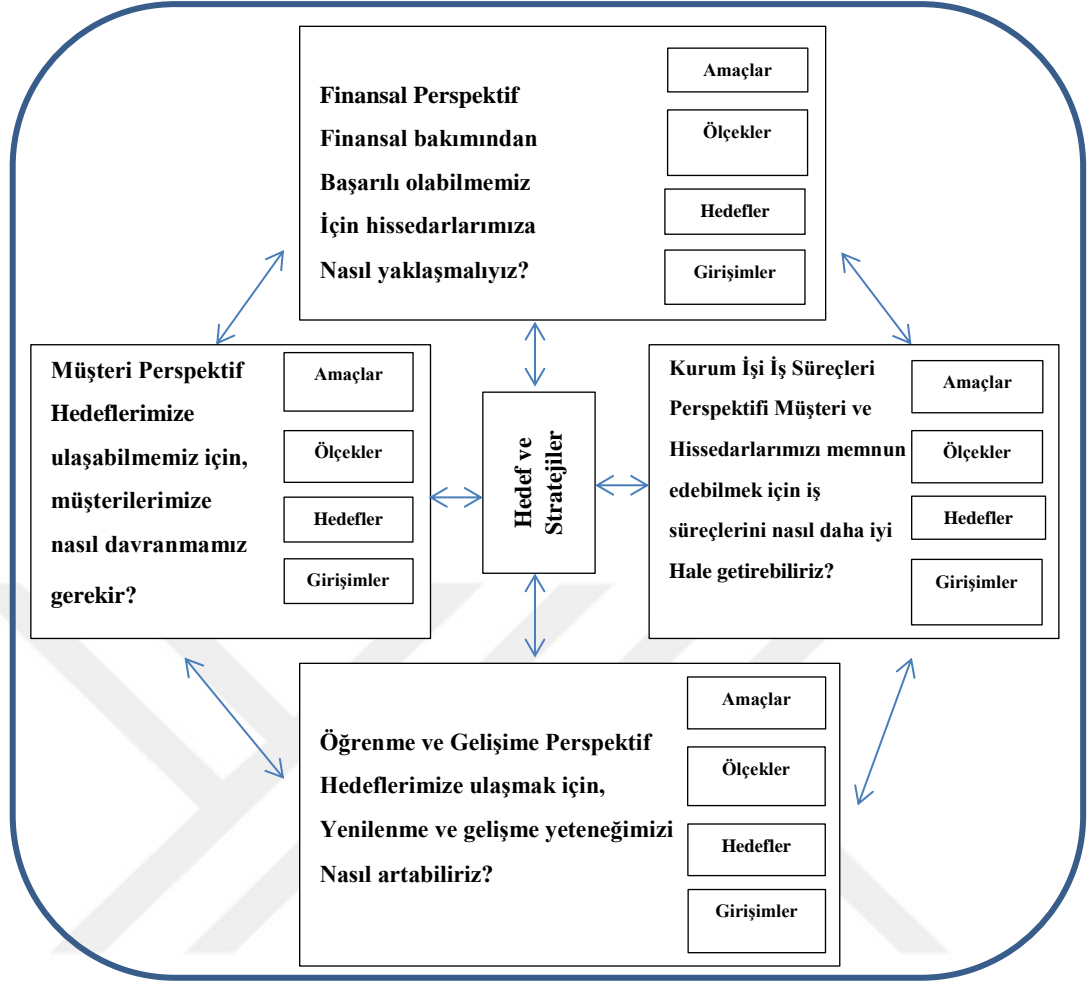 Finansal Perspektif
Finansal bakımından
Başarılı olabilmemiz
İçin hissedarlarımıza
Nasıl yaklaşmalıyız?
Amaçlar
Ölçekler
Hedefler
Girişimler
Müşteri Perspektif
Hedeflerimize
ulaşabilmemiz için,
müşterilerimize
nasıl davranmamız
gerekir?
Amaçlar
Ölçekler
Hedefler
Girişimler
Hedef ve
Stratejiler
Kurum İşi İş Süreçleri
Perspektifi Müşteri ve
Hissedarlarımızı memnun
edebilmek için iş
süreçlerini nasıl daha iyi
Hale getirebiliriz?
Amaçlar
Ölçekler
Hedefler
Girişimler
Öğrenme ve Gelişime Perspektif
Hedeflerimize ulaşmak için,
Yenilenme ve gelişme yeteneğimizi
Nasıl artabiliriz?
Amaçlar
Ölçekler
Hedefler
Girişimler